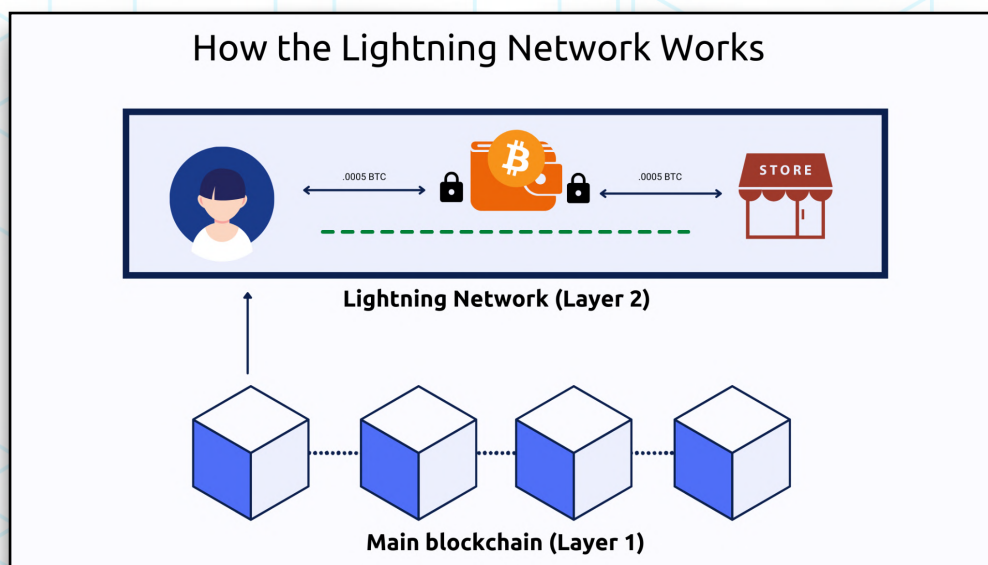 How the Lightning Network Works
.0005 BTC
.0005 BTC
STORE
Lightning Network (Layer 2)
Main blockchain (Layer 1)